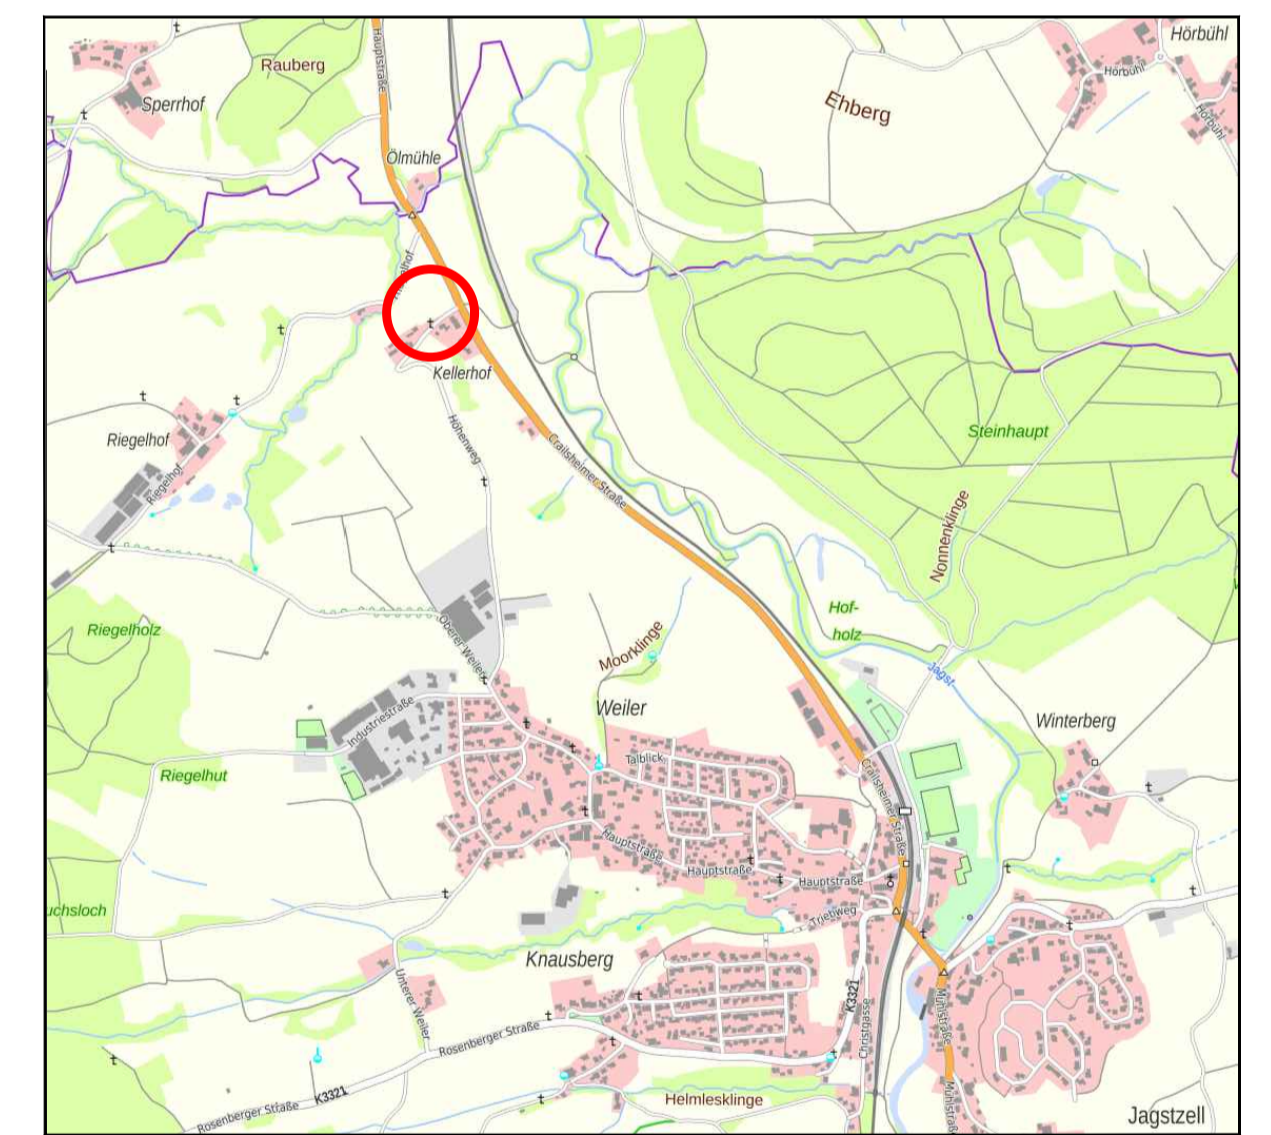 Hörbühl
Hauptstraße
Rauberg
Hörbühl
Sperrhof
Ehberg
Hörbühl
Ölmühle
Kellerhof
Steinhaupt
Riegelhof
Höhenweg
Crailsheimer Straße
Riegelhof
Nonnenklinge
Hof-
holz
Riegelholz
Oberer Weiler
Moorklinge
Jagst
Weiler
Industriestraße
Winterberg
Talblick
Riegelhut
Crailsheimer Straße
Hauptstraße
Hauptstraße
Hauptstraße
uchsloch
Triebweg
Knausberg
Unterer Weiler
K3321
Christgasse
Mühlstraße
Rosenberger Straße
K3321
Rosenberger Straße
Helmlesklinge
Mühlstraße
Jagstzell